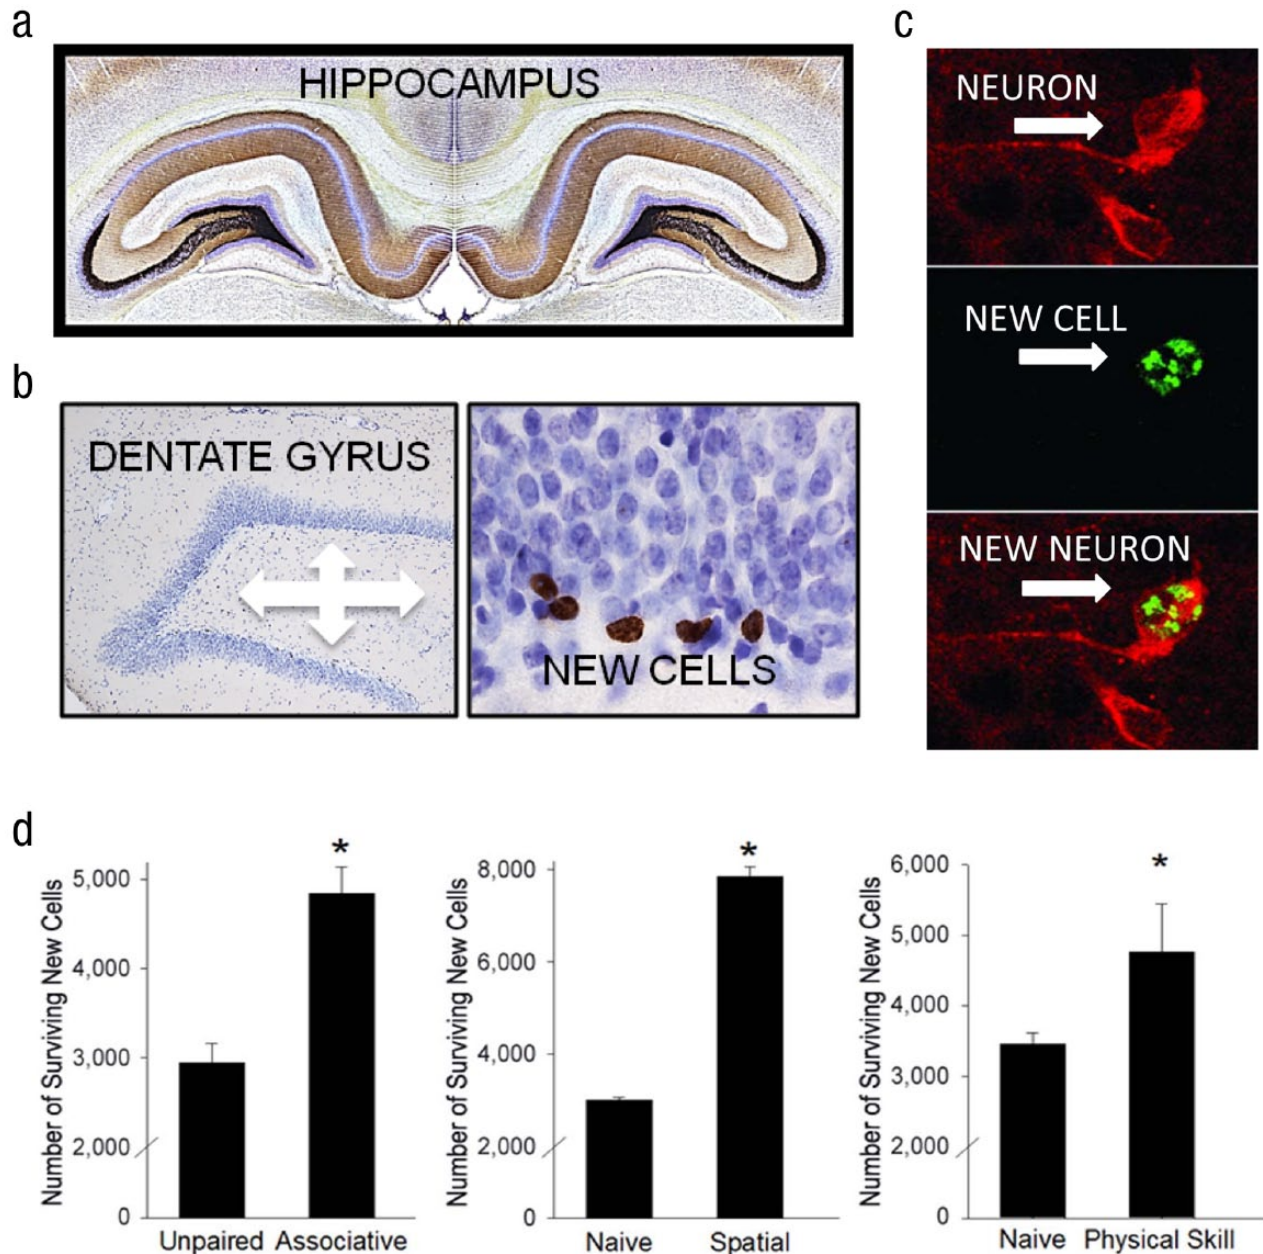 a
HIPPOCAMPUS
b
DENTATE GYRUS
NEW CELLS
c
NEURON
NEW CELL
NEW NEURON
d
Number of Surviving New Cells
5,000
4,000
3,000
2,000
0
*
Unpaired Associative
Number of Surviving New Cells
8,000
6,000
4,000
2,000
0
*
Naive Spatial
Number of Surviving New Cells
6,000
5,000
4,000
3,000
2,000
0
*
Naive Physical Skill